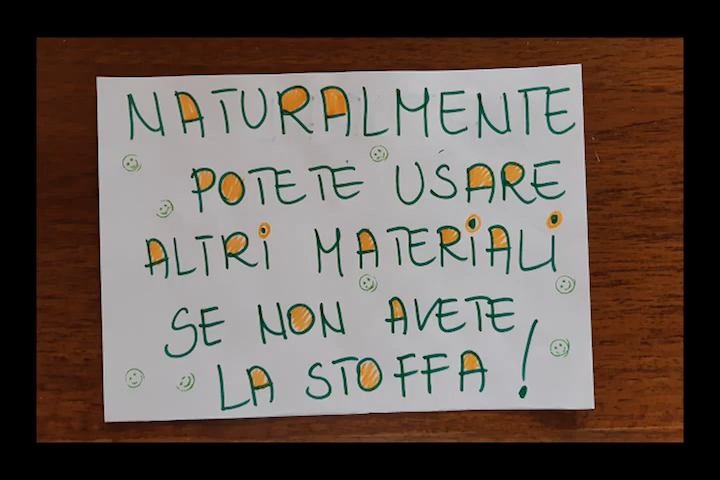 NATURALMENTE
POTETE USARE
ALTRi MATERiALi
SE NON AVETE
LA STOFFA!